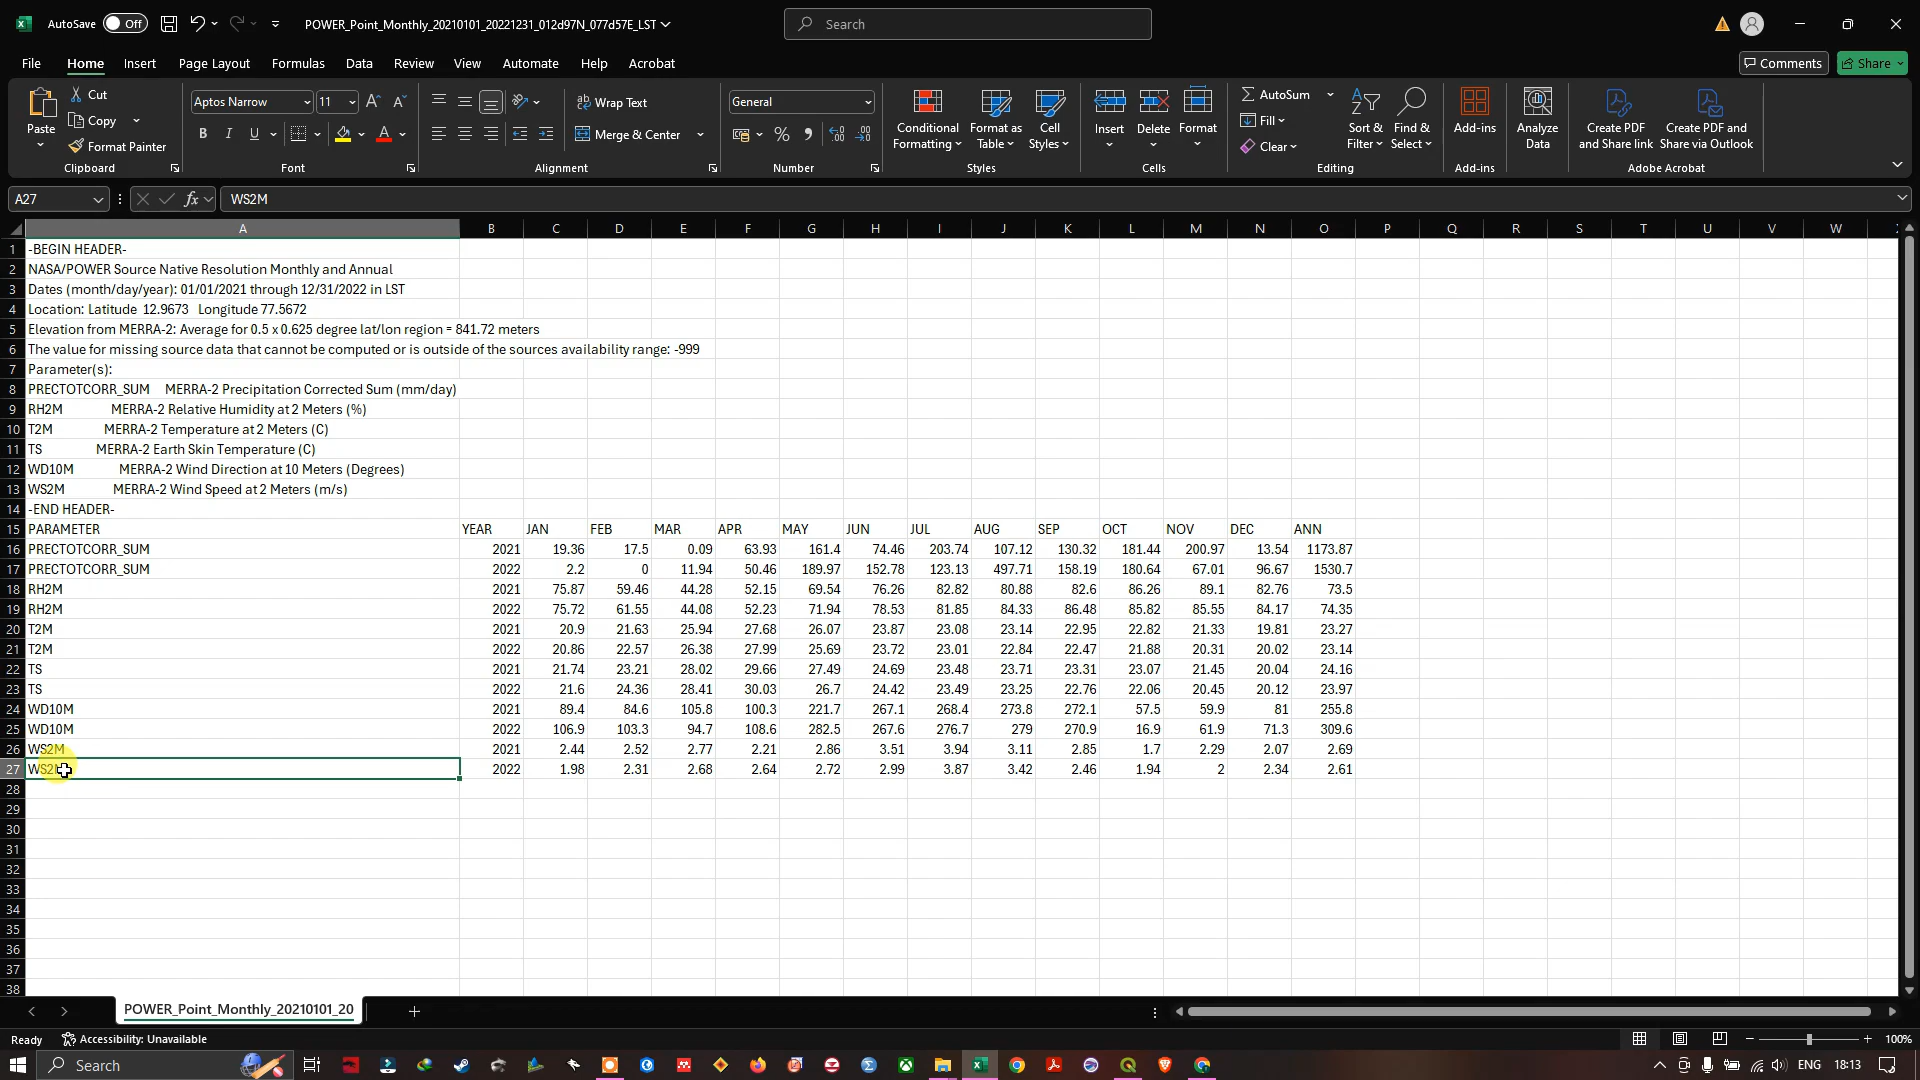 AutoSave Off POWER_Point_Monthly_20210101_20221231_012d97N_077d57E_LST Search
File Home Insert Page Layout Formulas Data Review View Automate Help Acrobat Comments Share
Paste Cut Copy Format Painter Clipboard
Aptos Narrow 11 B I U Font
Wrap Text Merge & Center Alignment
General % Number
Conditional Formatting Format as Table Cell Styles Styles
Insert Delete Format Cells
AutoSum Fill Clear Sort & Filter Find & Select Editing
Add-ins Add-ins
Analyze Data
Create PDF and Share link Create PDF and Share via Outlook Adobe Acrobat
A27 fx WS2M
A B C D E F G H I J K L M N O P Q R S T U V W
1 -BEGIN HEADER-
2 NASA/POWER Source Native Resolution Monthly and Annual
3 Dates (month/day/year): 01/01/2021 through 12/31/2022 in LST
4 Location: Latitude 12.9673 Longitude 77.5672
5 Elevation from MERRA-2: Average for 0.5 x 0.625 degree lat/lon region = 841.72 meters
6 The value for missing source data that cannot be computed or is outside of the sources availability range: -999
7 Parameter(s):
8 PRECTOTCORR_SUM MERRA-2 Precipitation Corrected Sum (mm/day)
9 RH2M MERRA-2 Relative Humidity at 2 Meters (%)
10 T2M MERRA-2 Temperature at 2 Meters (C)
11 TS MERRA-2 Earth Skin Temperature (C)
12 WD10M MERRA-2 Wind Direction at 10 Meters (Degrees)
13 WS2M MERRA-2 Wind Speed at 2 Meters (m/s)
14 -END HEADER-
15 PARAMETER YEAR JAN FEB MAR APR MAY JUN JUL AUG SEP OCT NOV DEC ANN
16 PRECTOTCORR_SUM 2021 19.36 17.5 0.09 63.93 161.4 74.46 203.74 107.12 130.32 181.44 200.97 13.54 1173.87
17 PRECTOTCORR_SUM 2022 2.2 0 11.94 50.46 189.97 152.78 123.13 497.71 158.19 180.64 67.01 96.67 1530.7
18 RH2M 2021 75.87 59.46 44.28 52.15 69.54 76.26 82.82 80.88 82.6 86.26 89.1 82.76 73.5
19 RH2M 2022 75.72 61.55 44.08 52.23 71.94 78.53 81.85 84.33 86.48 85.82 85.55 84.17 74.35
20 T2M 2021 20.9 21.63 25.94 27.68 26.07 23.87 23.08 23.14 22.95 22.82 21.33 19.81 23.27
21 T2M 2022 20.86 22.57 26.38 27.99 25.69 23.72 23.01 22.84 22.47 21.88 20.31 20.02 23.14
22 TS 2021 21.74 23.21 28.02 29.66 27.49 24.69 23.48 23.71 23.31 23.07 21.45 20.04 24.16
23 TS 2022 21.6 24.36 28.41 30.03 26.7 24.42 23.49 23.25 22.76 22.06 20.45 20.12 23.97
24 WD10M 2021 89.4 84.6 105.8 100.3 221.7 267.1 268.4 273.8 272.1 57.5 59.9 81 255.8
25 WD10M 2022 106.9 103.3 94.7 108.6 282.5 267.6 276.7 279 270.9 16.9 61.9 71.3 309.6
26 WS2M 2021 2.44 2.52 2.77 2.21 2.86 3.51 3.94 3.11 2.85 1.7 2.29 2.07 2.69
27 WS2M 2022 1.98 2.31 2.68 2.64 2.72 2.99 3.87 3.42 2.46 1.94 2 2.34 2.61
28
29
30
31
32
33
34
35
36
37
38
POWER_Point_Monthly_20210101_20
Ready Accessibility: Unavailable 100%
Search ENG 18:13